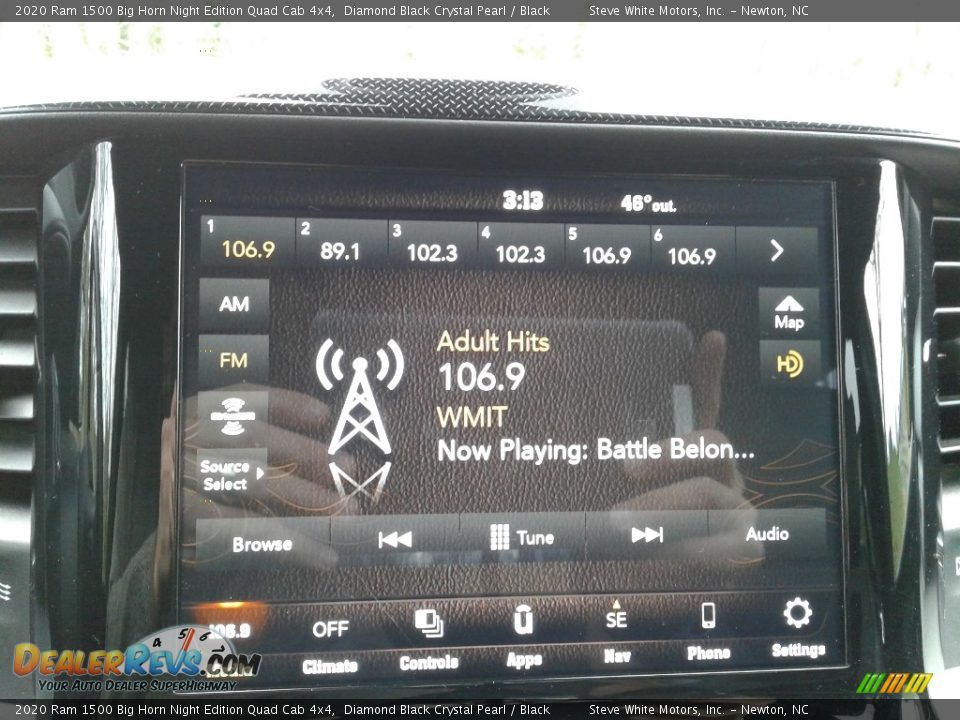 2020 Ram 1500 Big Horn Night Edition Quad Cab 4x4, Diamond Black Crystal Pearl / Black Steve White Motors, Inc. – Newton, NC
3:13 46° out.
1 106.9 2 89.1 3 102.3 4 102.3 5 106.9 6 106.9
AM
Map
FM
HD
Adult Hits
106.9
WMIT
Now Playing: Battle Belon...
Source
Select
Browse Tune Audio
106.9 OFF SE
Climate Controls Apps Nav Phone Settings
4 5 6
DealerRevs.com
Your Auto Dealer SuperHighway
2020 Ram 1500 Big Horn Night Edition Quad Cab 4x4, Diamond Black Crystal Pearl / Black Steve White Motors, Inc. – Newton, NC